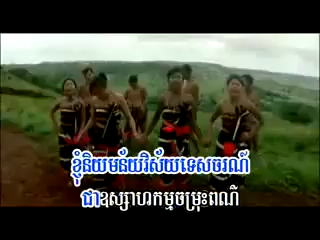 ខ្ញុំនិយមន័យវិស័យទេសចរណ៍
ជាឧស្សាហកម្មចម្រុះពណ៌